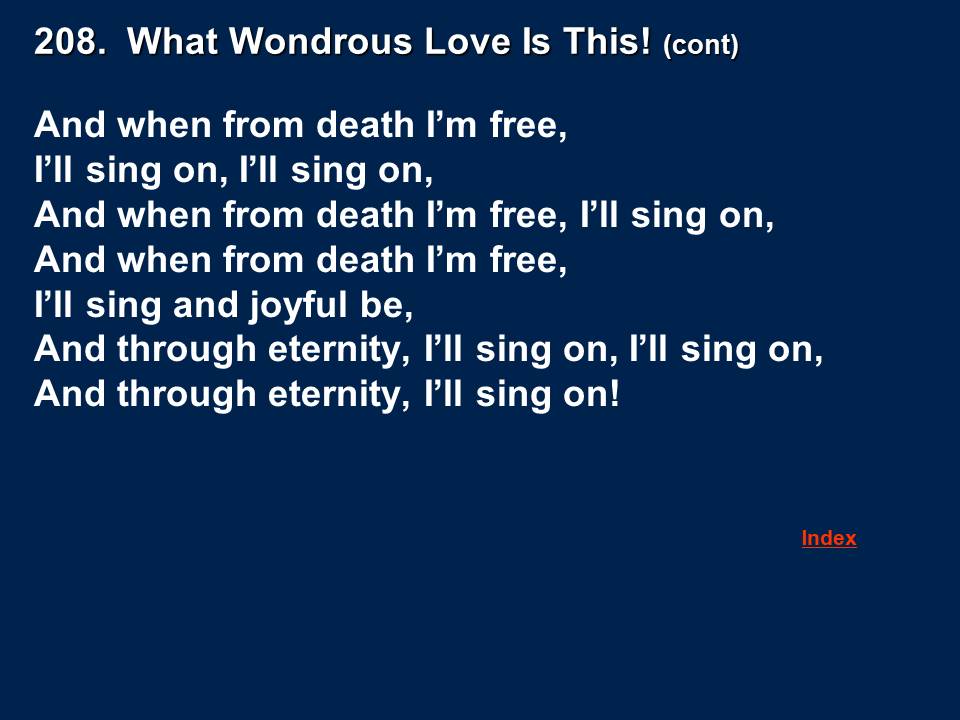 208.  What Wondrous Love Is This! (cont)
And when from death I’m free,
I’ll sing on, I’ll sing on,
And when from death I’m free, I’ll sing on,
And when from death I’m free,
I’ll sing and joyful be,
And through eternity, I’ll sing on, I’ll sing on,
And through eternity, I’ll sing on!
Index